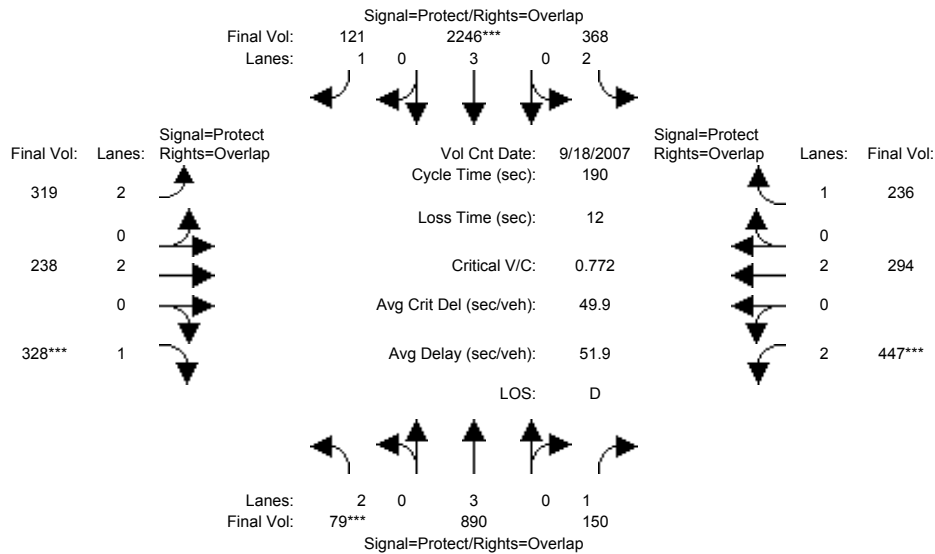 Signal=Protect/Rights=Overlap
Final Vol: 121 2246*** 368
Lanes: 1 0 3 0 2
Signal=Protect Signal=Protect
Final Vol: Lanes: Rights=Overlap Vol Cnt Date: 9/18/2007 Rights=Overlap Lanes: Final Vol:
Cycle Time (sec): 190
319 2 1 236
Loss Time (sec): 12
0 0
238 2 Critical V/C: 0.772 2 294
0 Avg Crit Del (sec/veh): 49.9 0
328*** 1 Avg Delay (sec/veh): 51.9 2 447***
LOS: D
Lanes: 2 0 3 0 1
Final Vol: 79*** 890 150
Signal=Protect/Rights=Overlap